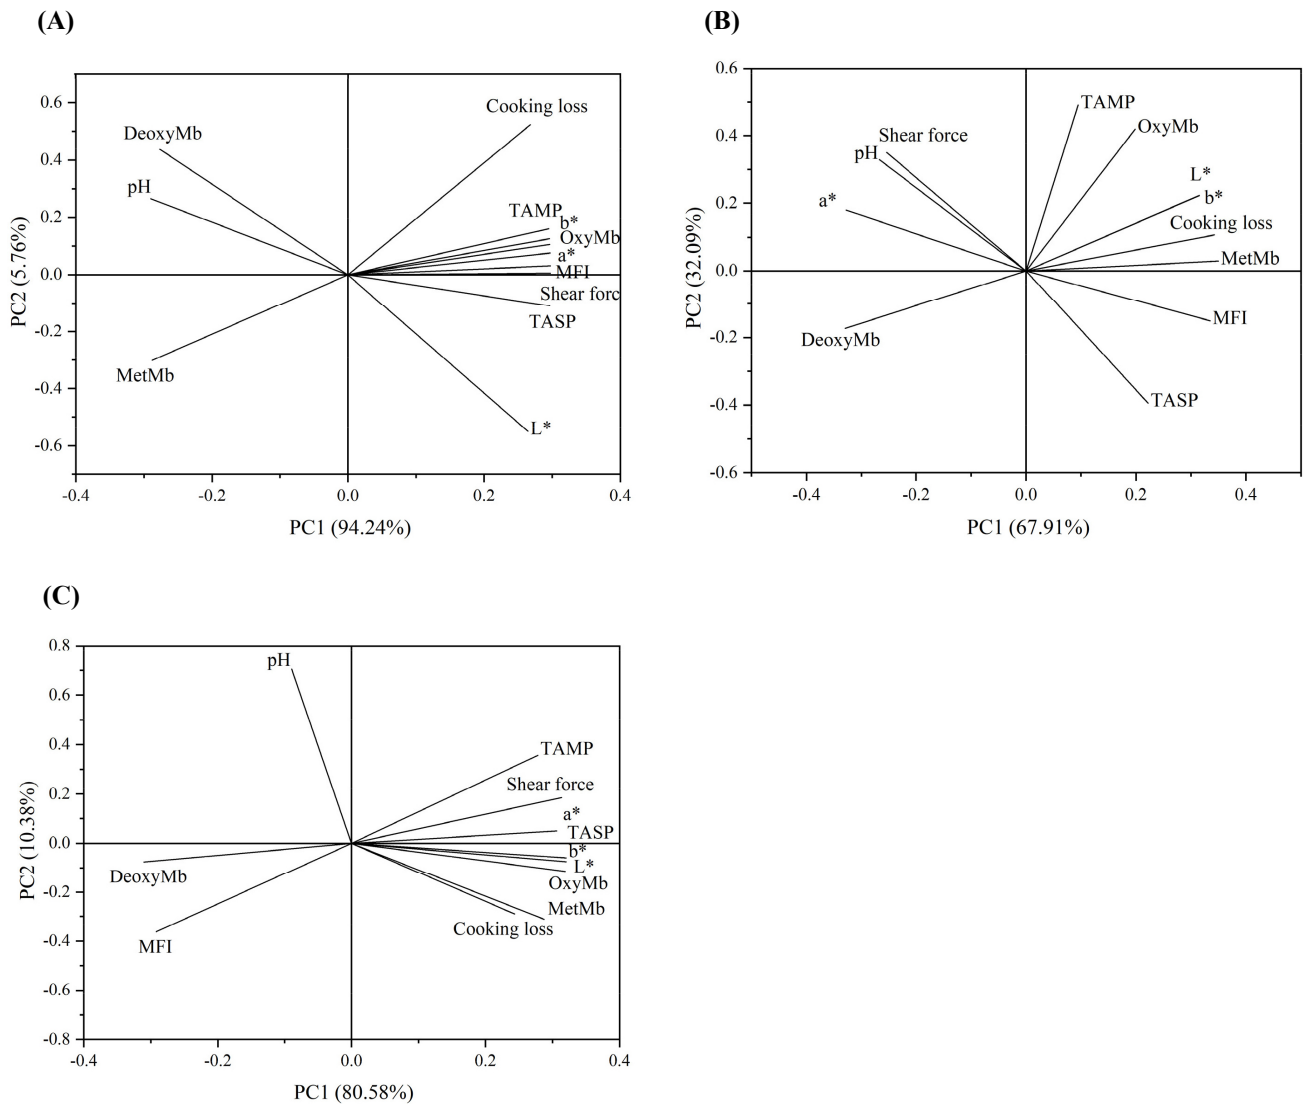 (A)
0.6
0.4
0.2
0.0
-0.2
-0.4
-0.6
-0.4
-0.2
0.0
0.2
0.4
PC2 (5.76%)
PC1 (94.24%)
Cooking loss
DeoxyMb
pH
TAMP
b*
OxyMb
a*
MFI
Shear forc
TASP
MetMb
L*
(B)
0.6
0.4
0.2
0.0
-0.2
-0.4
-0.6
-0.4
-0.2
0.0
0.2
0.4
PC2 (32.09%)
PC1 (67.91%)
TAMP
OxyMb
Shear force
pH
L*
b*
a*
Cooking loss
MetMb
MFI
DeoxyMb
TASP
(C)
0.8
0.6
0.4
0.2
0.0
-0.2
-0.4
-0.6
-0.8
-0.4
-0.2
0.0
0.2
0.4
PC2 (10.38%)
PC1 (80.58%)
pH
TAMP
Shear force
a*
TASP
b*
L*
DeoxyMb
OxyMb
MetMb
Cooking loss
MFI